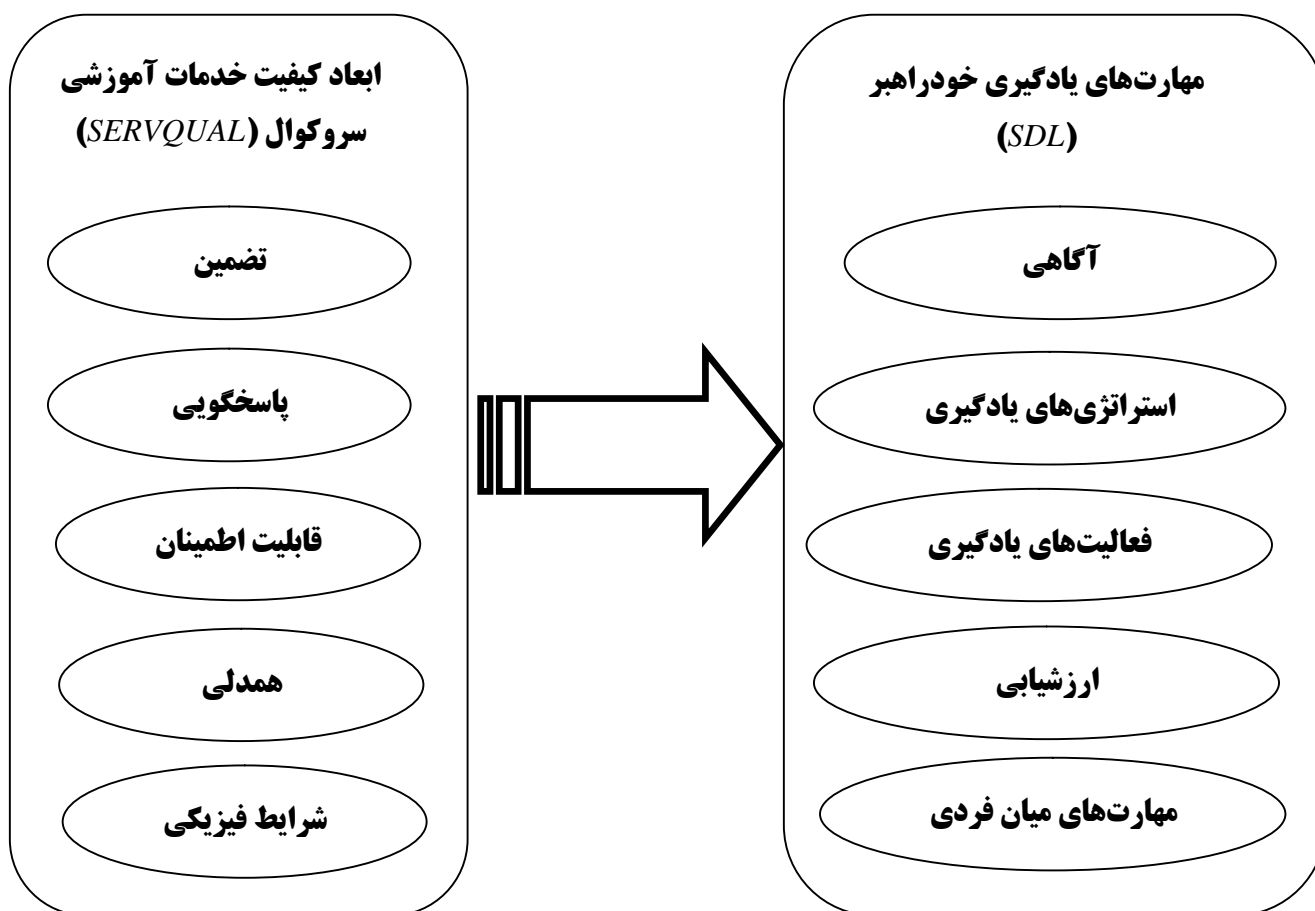 ابعاد کیفیت خدمات آموزشی
سروکوال (SERVQUAL)
تضمین
پاسخگویی
قابلیت اطمینان
همدلی
شرایط فیزیکی
مهارت‌های یادگیری خودراهبر
(SDL)
آگاهی
استراتژی‌های یادگیری
فعالیت‌های یادگیری
ارزشیابی
مهارت‌های میان فردی